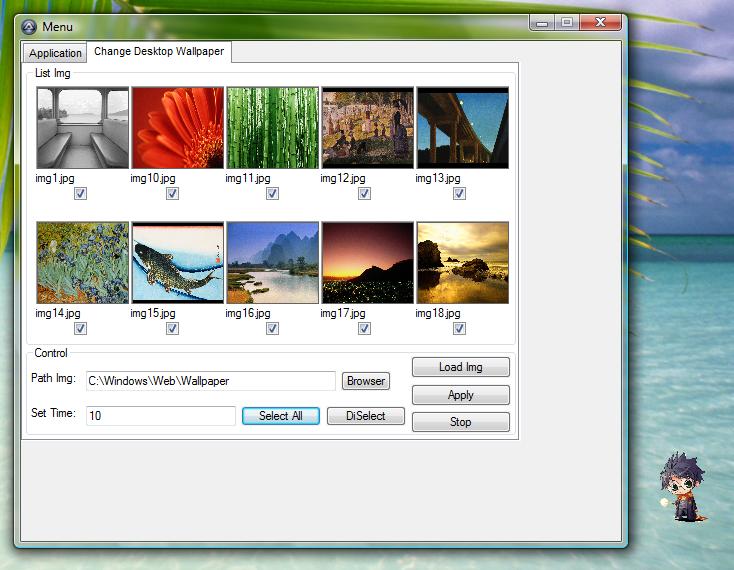 Menu
Application Change Desktop Wallpaper
List Img
img1.jpg img10.jpg img11.jpg img12.jpg img13.jpg
img14.jpg img15.jpg img16.jpg img17.jpg img18.jpg
Control
Path Img: C:\Windows\Web\Wallpaper Browser Load Img
Apply
Set Time: 10 Select All DiSelect
Stop